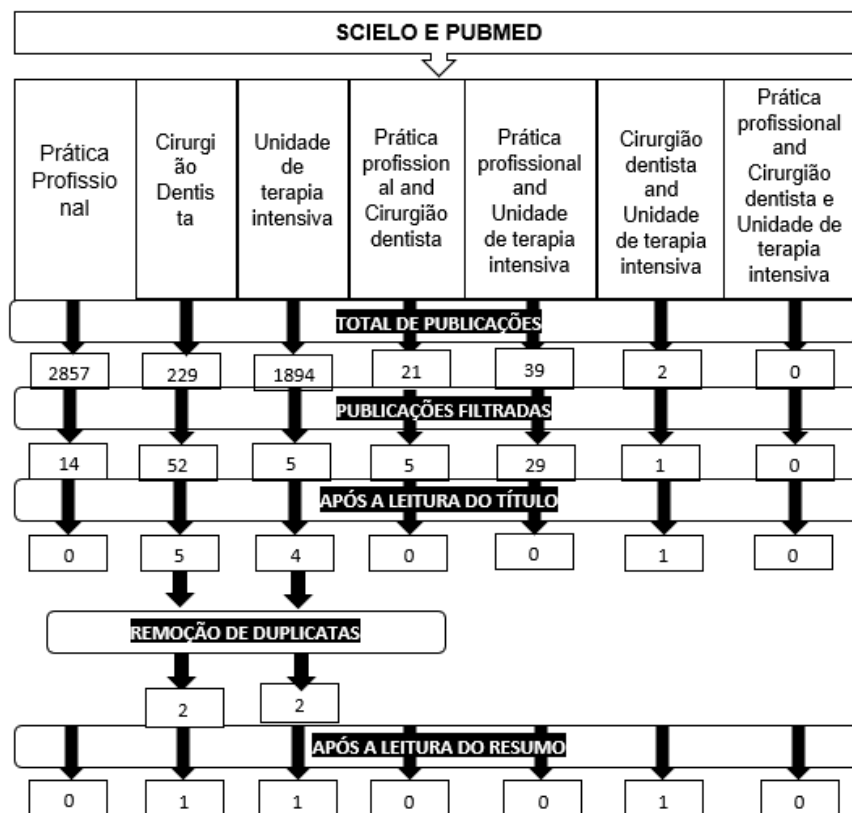 SCIELO E PUBMED
Prática
Profissio
nal
Cirurgi
ão
Dentis
ta
Unidade
de
terapia
intensiva
Prática
profission
al and
Cirurgião
dentista
Prática
profissional
and
Unidade
de terapia
intensiva
Cirurgião
dentista
and
Unidade
de terapia
intensiva
Prática
profissional
and
Cirurgião
dentista e
Unidade de
terapia
intensiva
TOTAL DE PUBLICAÇÕES
2857 229 1894 21 39 2 0
PUBLICAÇÕES FILTRADAS
14 52 5 5 29 1 0
APÓS A LEITURA DO TÍTULO
0 5 4 0 0 1 0
REMOÇÃO DE DUPLICATAS
2 2
APÓS A LEITURA DO RESUMO
0 1 1 0 0 1 0